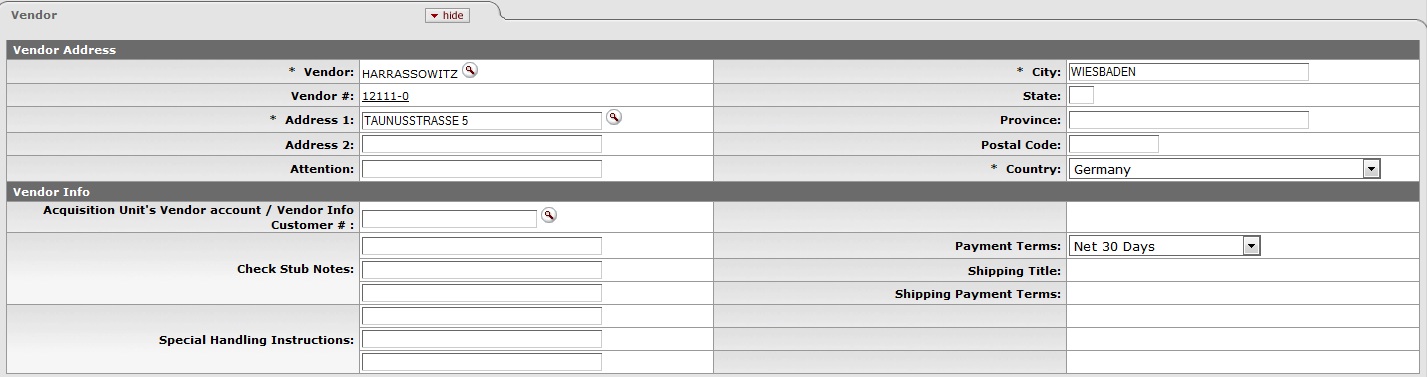 Vendor
hide
Vendor Address
* Vendor: HARRASSOWITZ * City: WIESBADEN
Vendor #: 12111-0 State:
* Address 1: TAUNUSSTRASSE 5 Province:
Address 2: Postal Code:
Attention: * Country: Germany
Vendor Info
Acquisition Unit's Vendor account / Vendor Info
Customer # :
Payment Terms: Net 30 Days
Check Stub Notes: Shipping Title:
Shipping Payment Terms:
Special Handling Instructions: